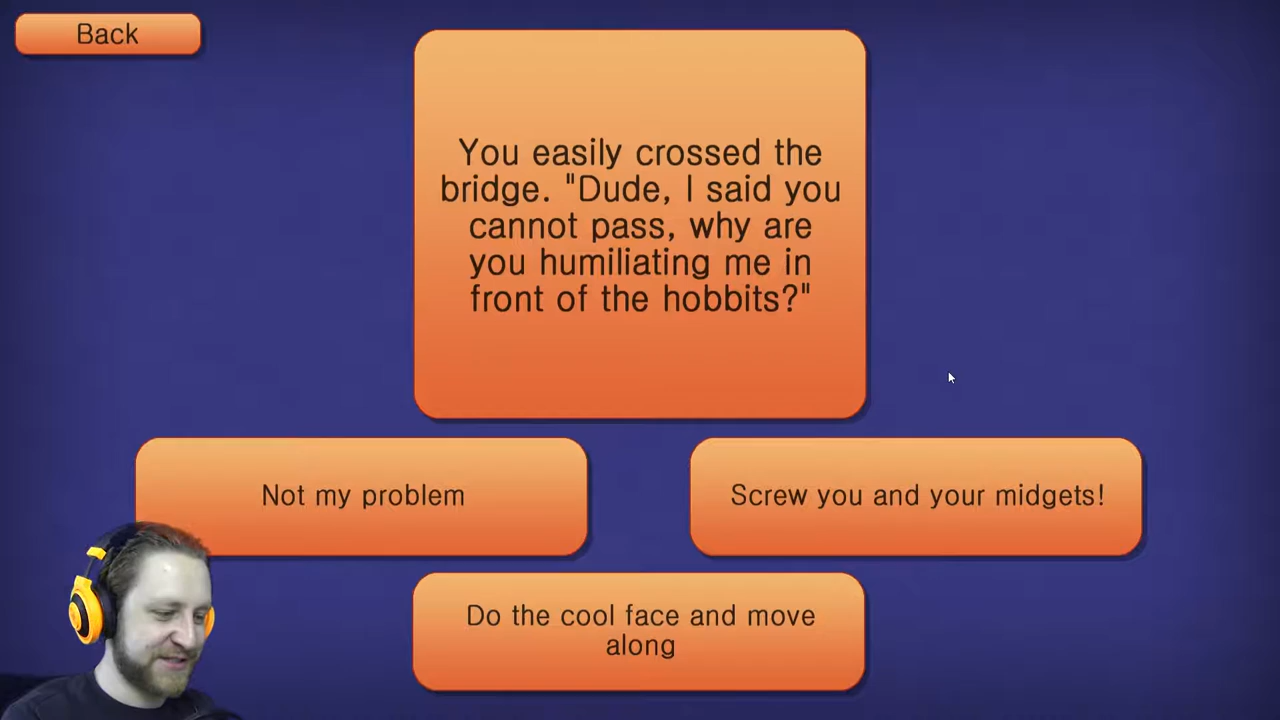 Back
You easily crossed the
bridge. "Dude, I said you
cannot pass, why are
you humiliating me in
front of the hobbits?"
Not my problem
Screw you and your midgets!
Do the cool face and move
along